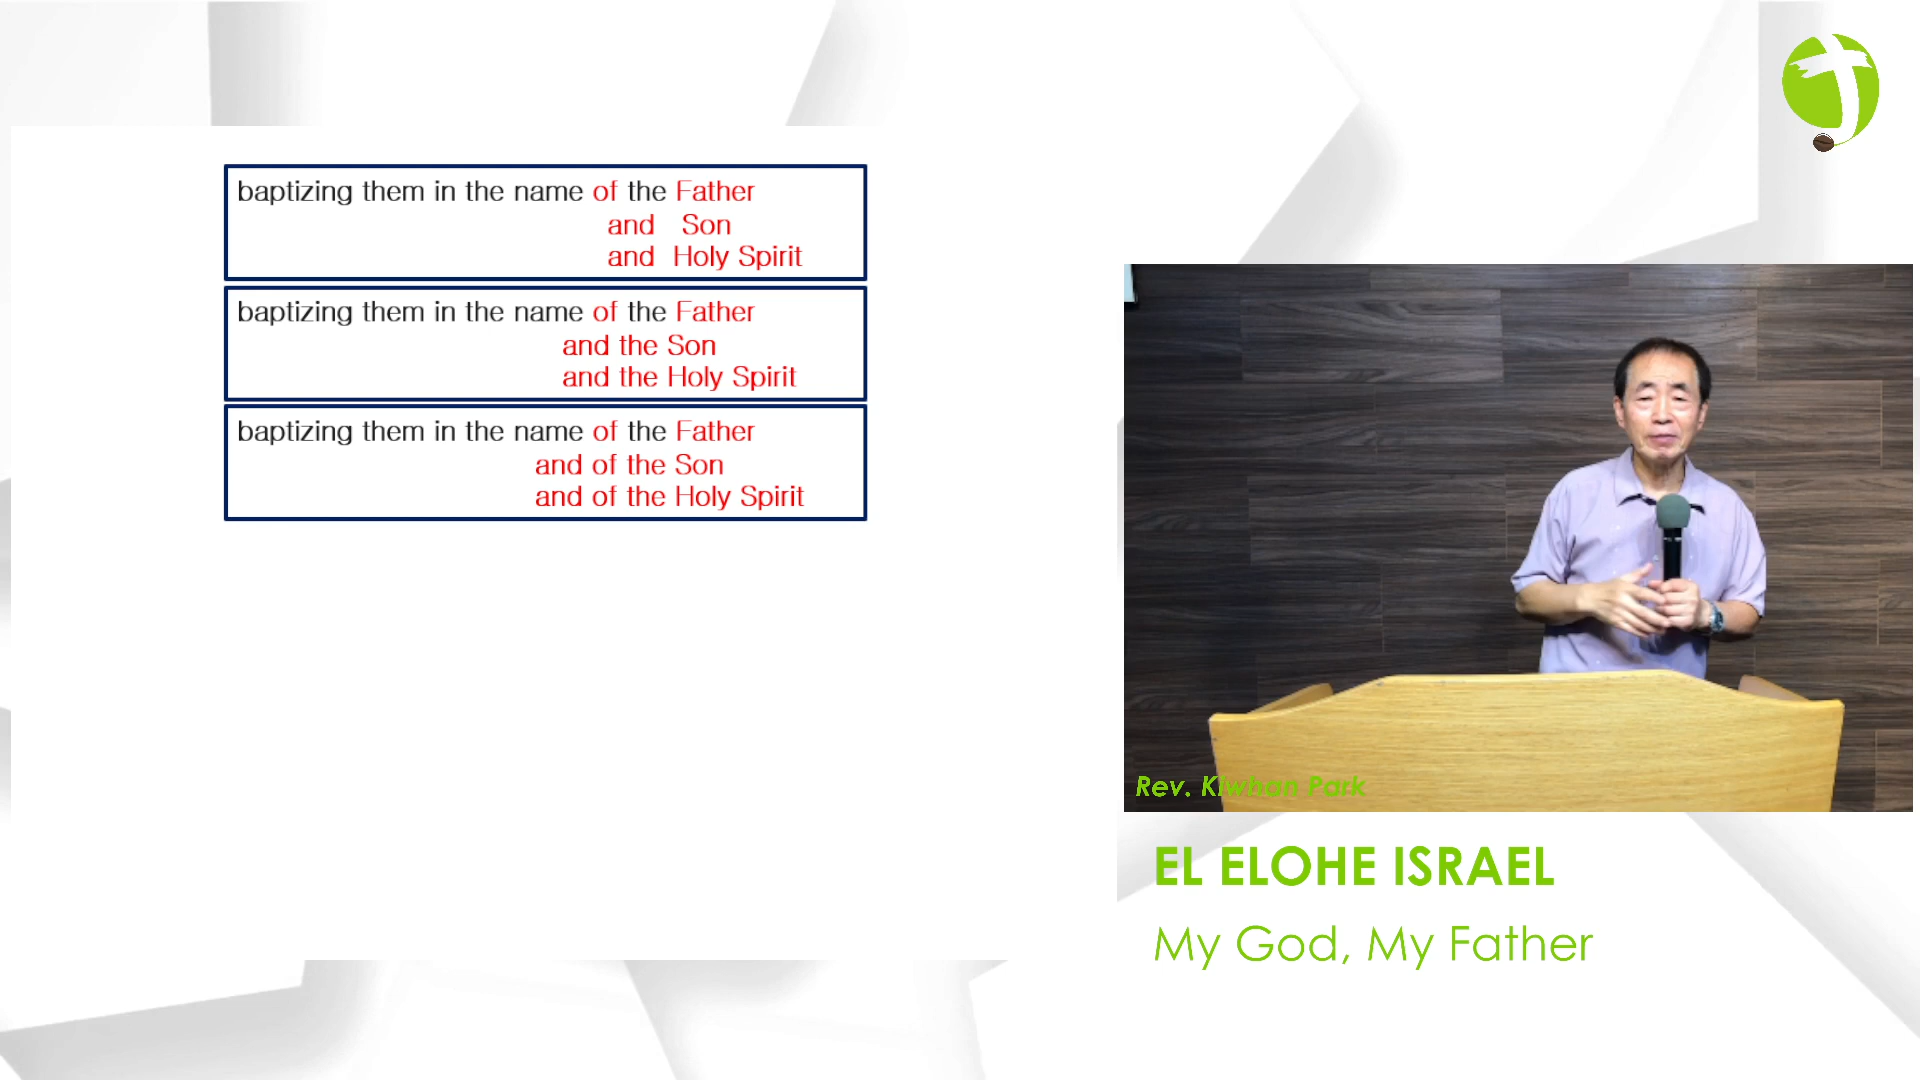 baptizing them in the name of the Father
and Son
and Holy Spirit
baptizing them in the name of the Father
and the Son
and the Holy Spirit
baptizing them in the name of the Father
and of the Son
and of the Holy Spirit
Rev. Kiwhan Park
EL ELOHE ISRAEL
My God, My Father